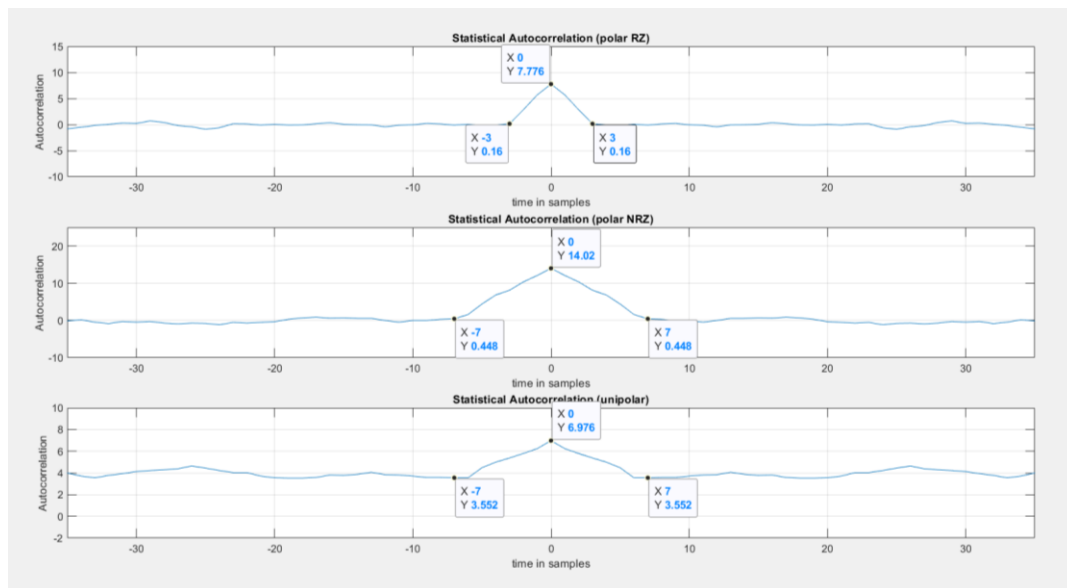 Statistical Autocorrelation (polar RZ)
Autocorrelation
15
10
5
0
-5
-10
X 0
Y 7.776
X -3
Y 0.16
X 3
Y 0.16
-30 -20 -10 0 10 20 30
time in samples
Statistical Autocorrelation (polar NRZ)
Autocorrelation
20
10
0
-10
X 0
Y 14.02
X -7
Y 0.448
X 7
Y 0.448
-30 -20 -10 0 10 20 30
time in samples
Statistical Autocorrelation (unipolar)
Autocorrelation
10
8
6
4
2
0
-2
X 0
Y 6.976
X -7
Y 3.552
X 7
Y 3.552
-30 -20 -10 0 10 20 30
time in samples